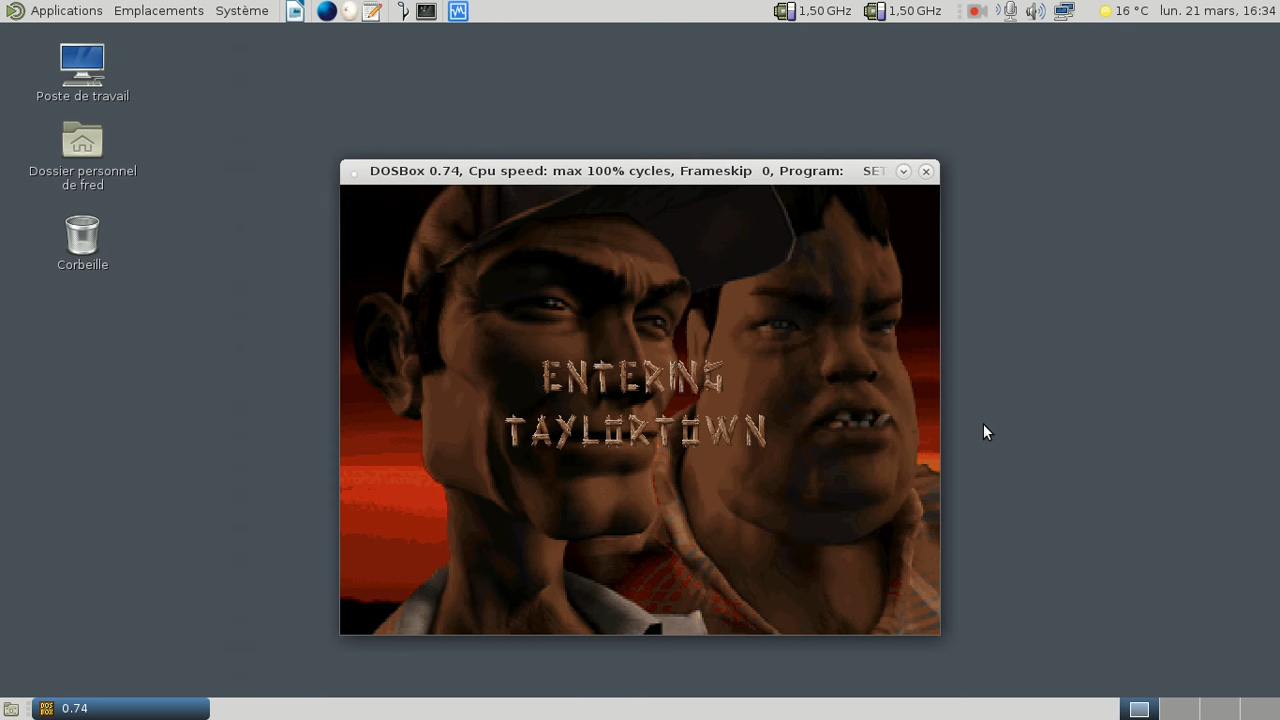 Applications Emplacements Système 1,50 GHz 1,50 GHz 16 °C lun. 21 mars, 16:34
Poste de travail
Dossier personnel
de fred
Corbeille
DOSBox 0.74, Cpu speed: max 100% cycles, Frameskip 0, Program: SET
ENTERING
TAYLORTOWN
DOS
BOX
0.74